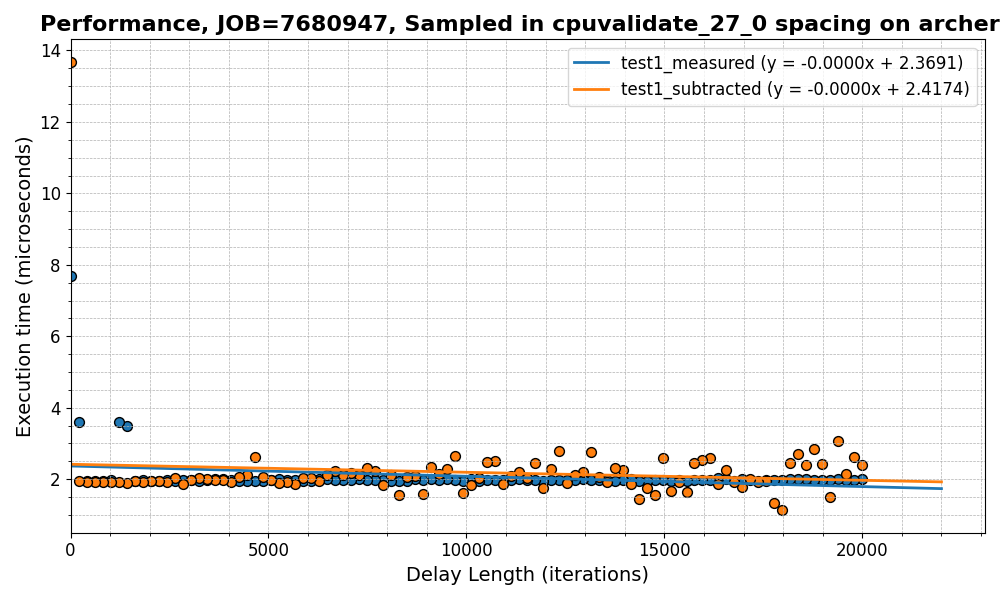 Performance, JOB=7680947, Sampled in cpuvalidate_27_0 spacing on archer
test1_measured (y = -0.0000x + 2.3691)
test1_subtracted (y = -0.0000x + 2.4174)
Execution time (microseconds)
14
12
10
8
6
4
2
0
5000
10000
15000
20000
Delay Length (iterations)